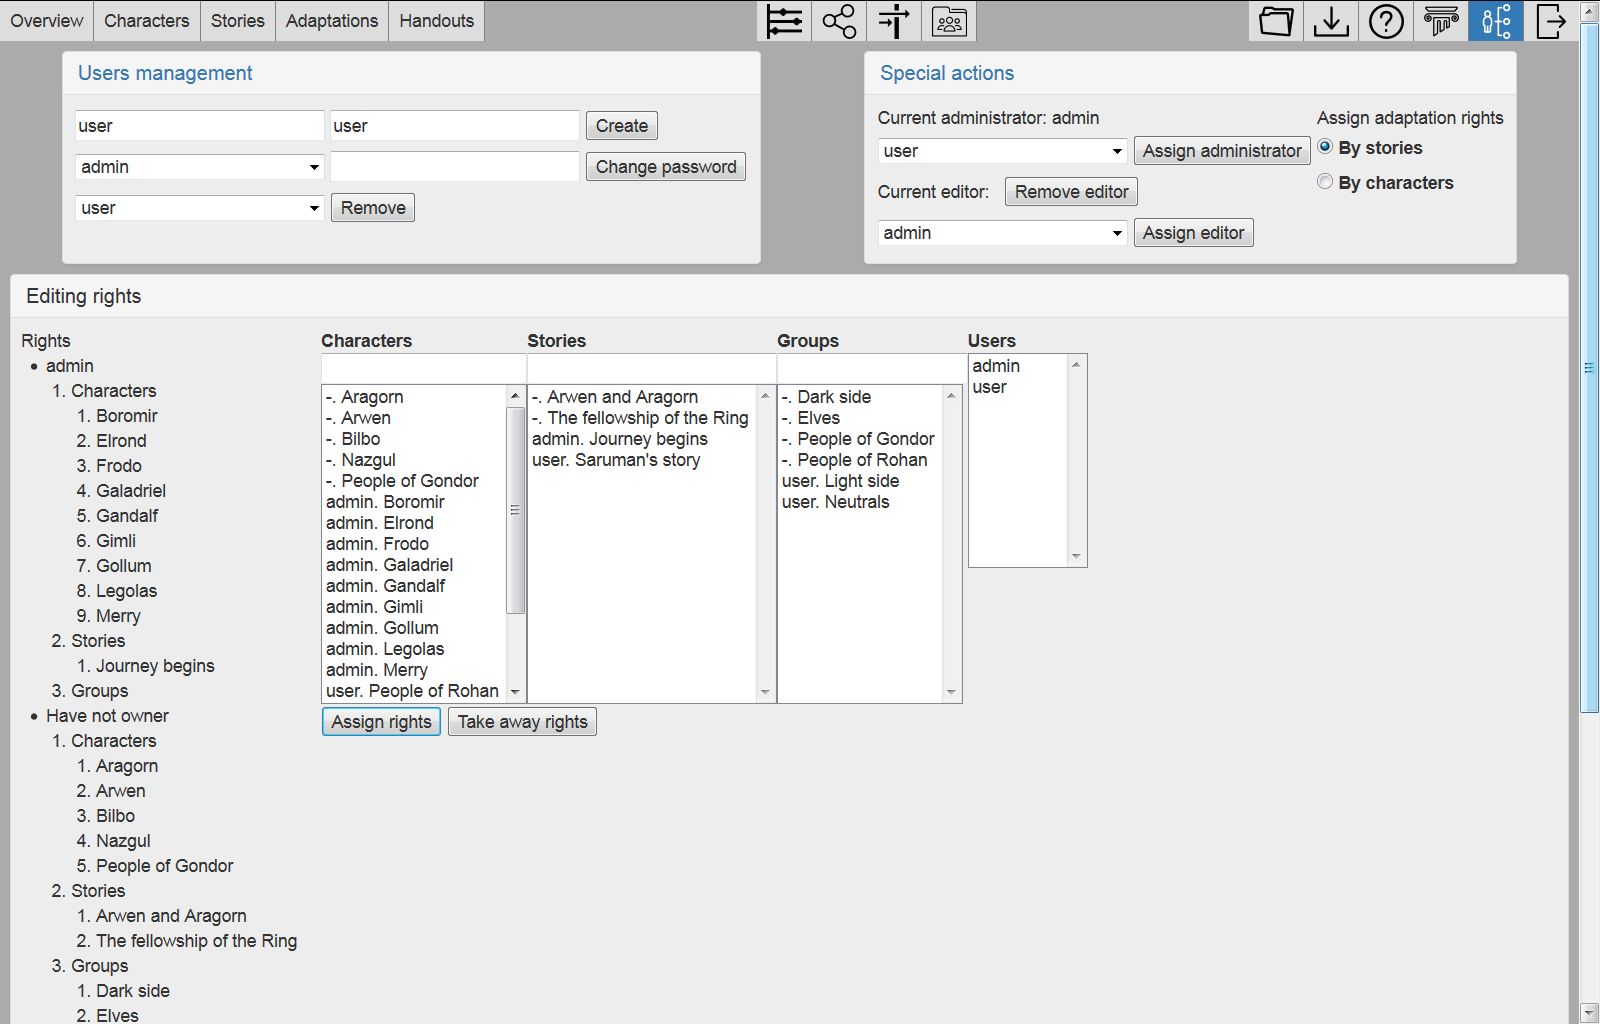 Overview Characters Stories Adaptations Handouts
Users management
user user Create
admin Change password
user Remove
Special actions
Current administrator: admin
user Assign administrator
Current editor: Remove editor
admin Assign editor
Assign adaptation rights
By stories
By characters
Editing rights
Rights
admin
1. Characters
1. Boromir
2. Elrond
3. Frodo
4. Galadriel
5. Gandalf
6. Gimli
7. Gollum
8. Legolas
9. Merry
2. Stories
1. Journey begins
3. Groups
Have not owner
1. Characters
1. Aragorn
2. Arwen
3. Bilbo
4. Nazgul
5. People of Gondor
2. Stories
1. Arwen and Aragorn
2. The fellowship of the Ring
3. Groups
1. Dark side
2. Elves
Characters
-. Aragorn
-. Arwen
-. Bilbo
-. Nazgul
-. People of Gondor
admin. Boromir
admin. Elrond
admin. Frodo
admin. Galadriel
admin. Gandalf
admin. Gimli
admin. Gollum
admin. Legolas
admin. Merry
user. People of Rohan
Stories
-. Arwen and Aragorn
-. The fellowship of the Ring
admin. Journey begins
user. Saruman's story
Groups
-. Dark side
-. Elves
-. People of Gondor
-. People of Rohan
user. Light side
user. Neutrals
Users
admin
user
Assign rights Take away rights